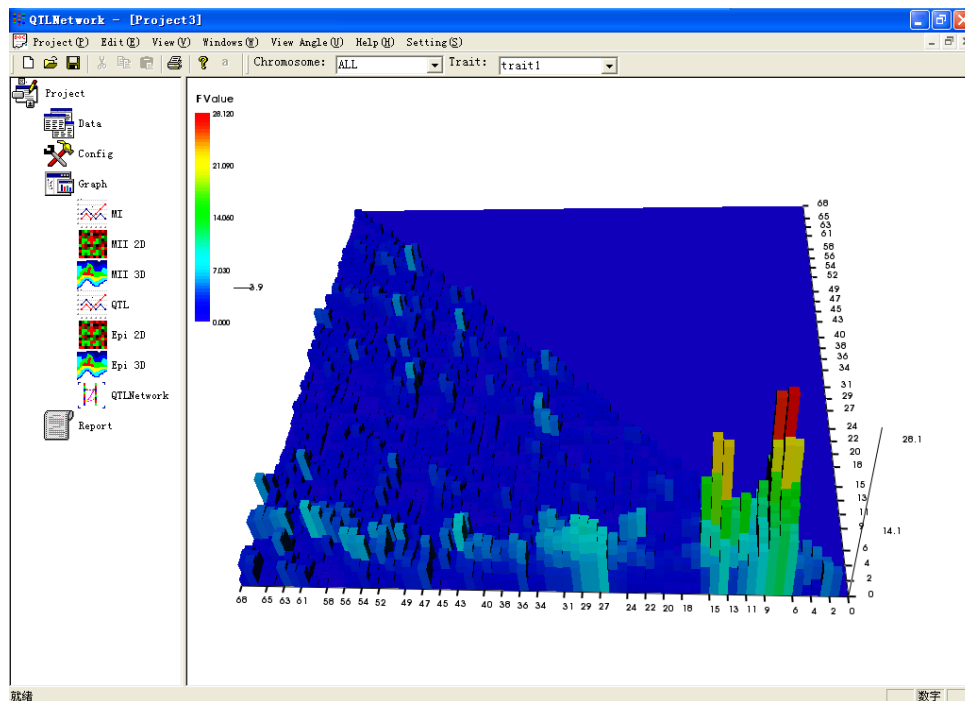 QTLNetwork - [Project3]
Project(P) Edit(E) View(V) Windows(W) View Angle(U) Help(H) Setting(S)
Chromosome: ALL Trait: trait1
Project
Data
Config
Graph
MI
MII 2D
MII 3D
QTL
Epi 2D
Epi 3D
QTLNetwork
Report
F Value
28.120
21.090
14.060
7.030
3.9
0.000
68
65
63
61
58
56
54
52
49
47
45
43
40
38
36
34
31
29
27
24
22
20
18
15
13
11
9
6
4
2
0
28.1
14.1
68 65 63 61 58 56 54 52 49 47 45 43 40 38 36 34 31 29 27 24 22 20 18 15 13 11 9 6 4 2 0
就绪 数字